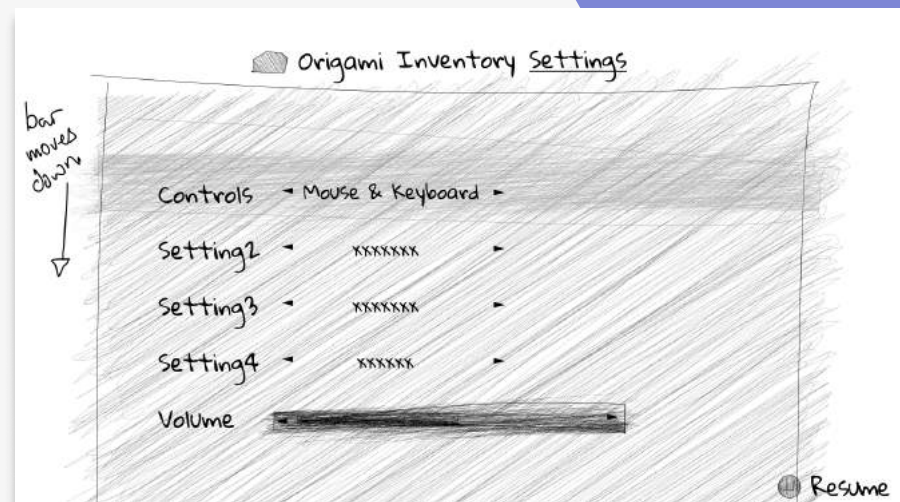 Origami Inventory Settings
bar
moves
down
Controls Mouse & Keyboard
Setting2 xxxxxxx
Setting3 xxxxxxx
Setting4 xxxxxx
Volume
Resume